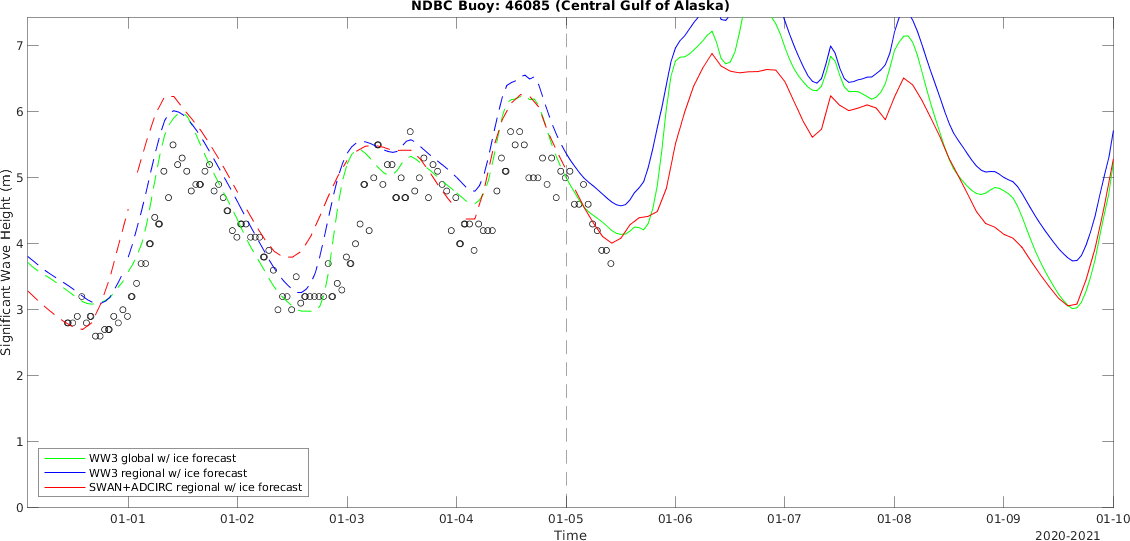 NDBC Buoy: 46085 (Central Gulf of Alaska)
Significant Wave Height (m)
7
6
5
4
3
2
1
0
WW3 global w/ ice forecast
WW3 regional w/ ice forecast
SWAN+ADCIRC regional w/ ice forecast
01-01 01-02 01-03 01-04 01-05 01-06 01-07 01-08 01-09 01-10
Time
2020-2021